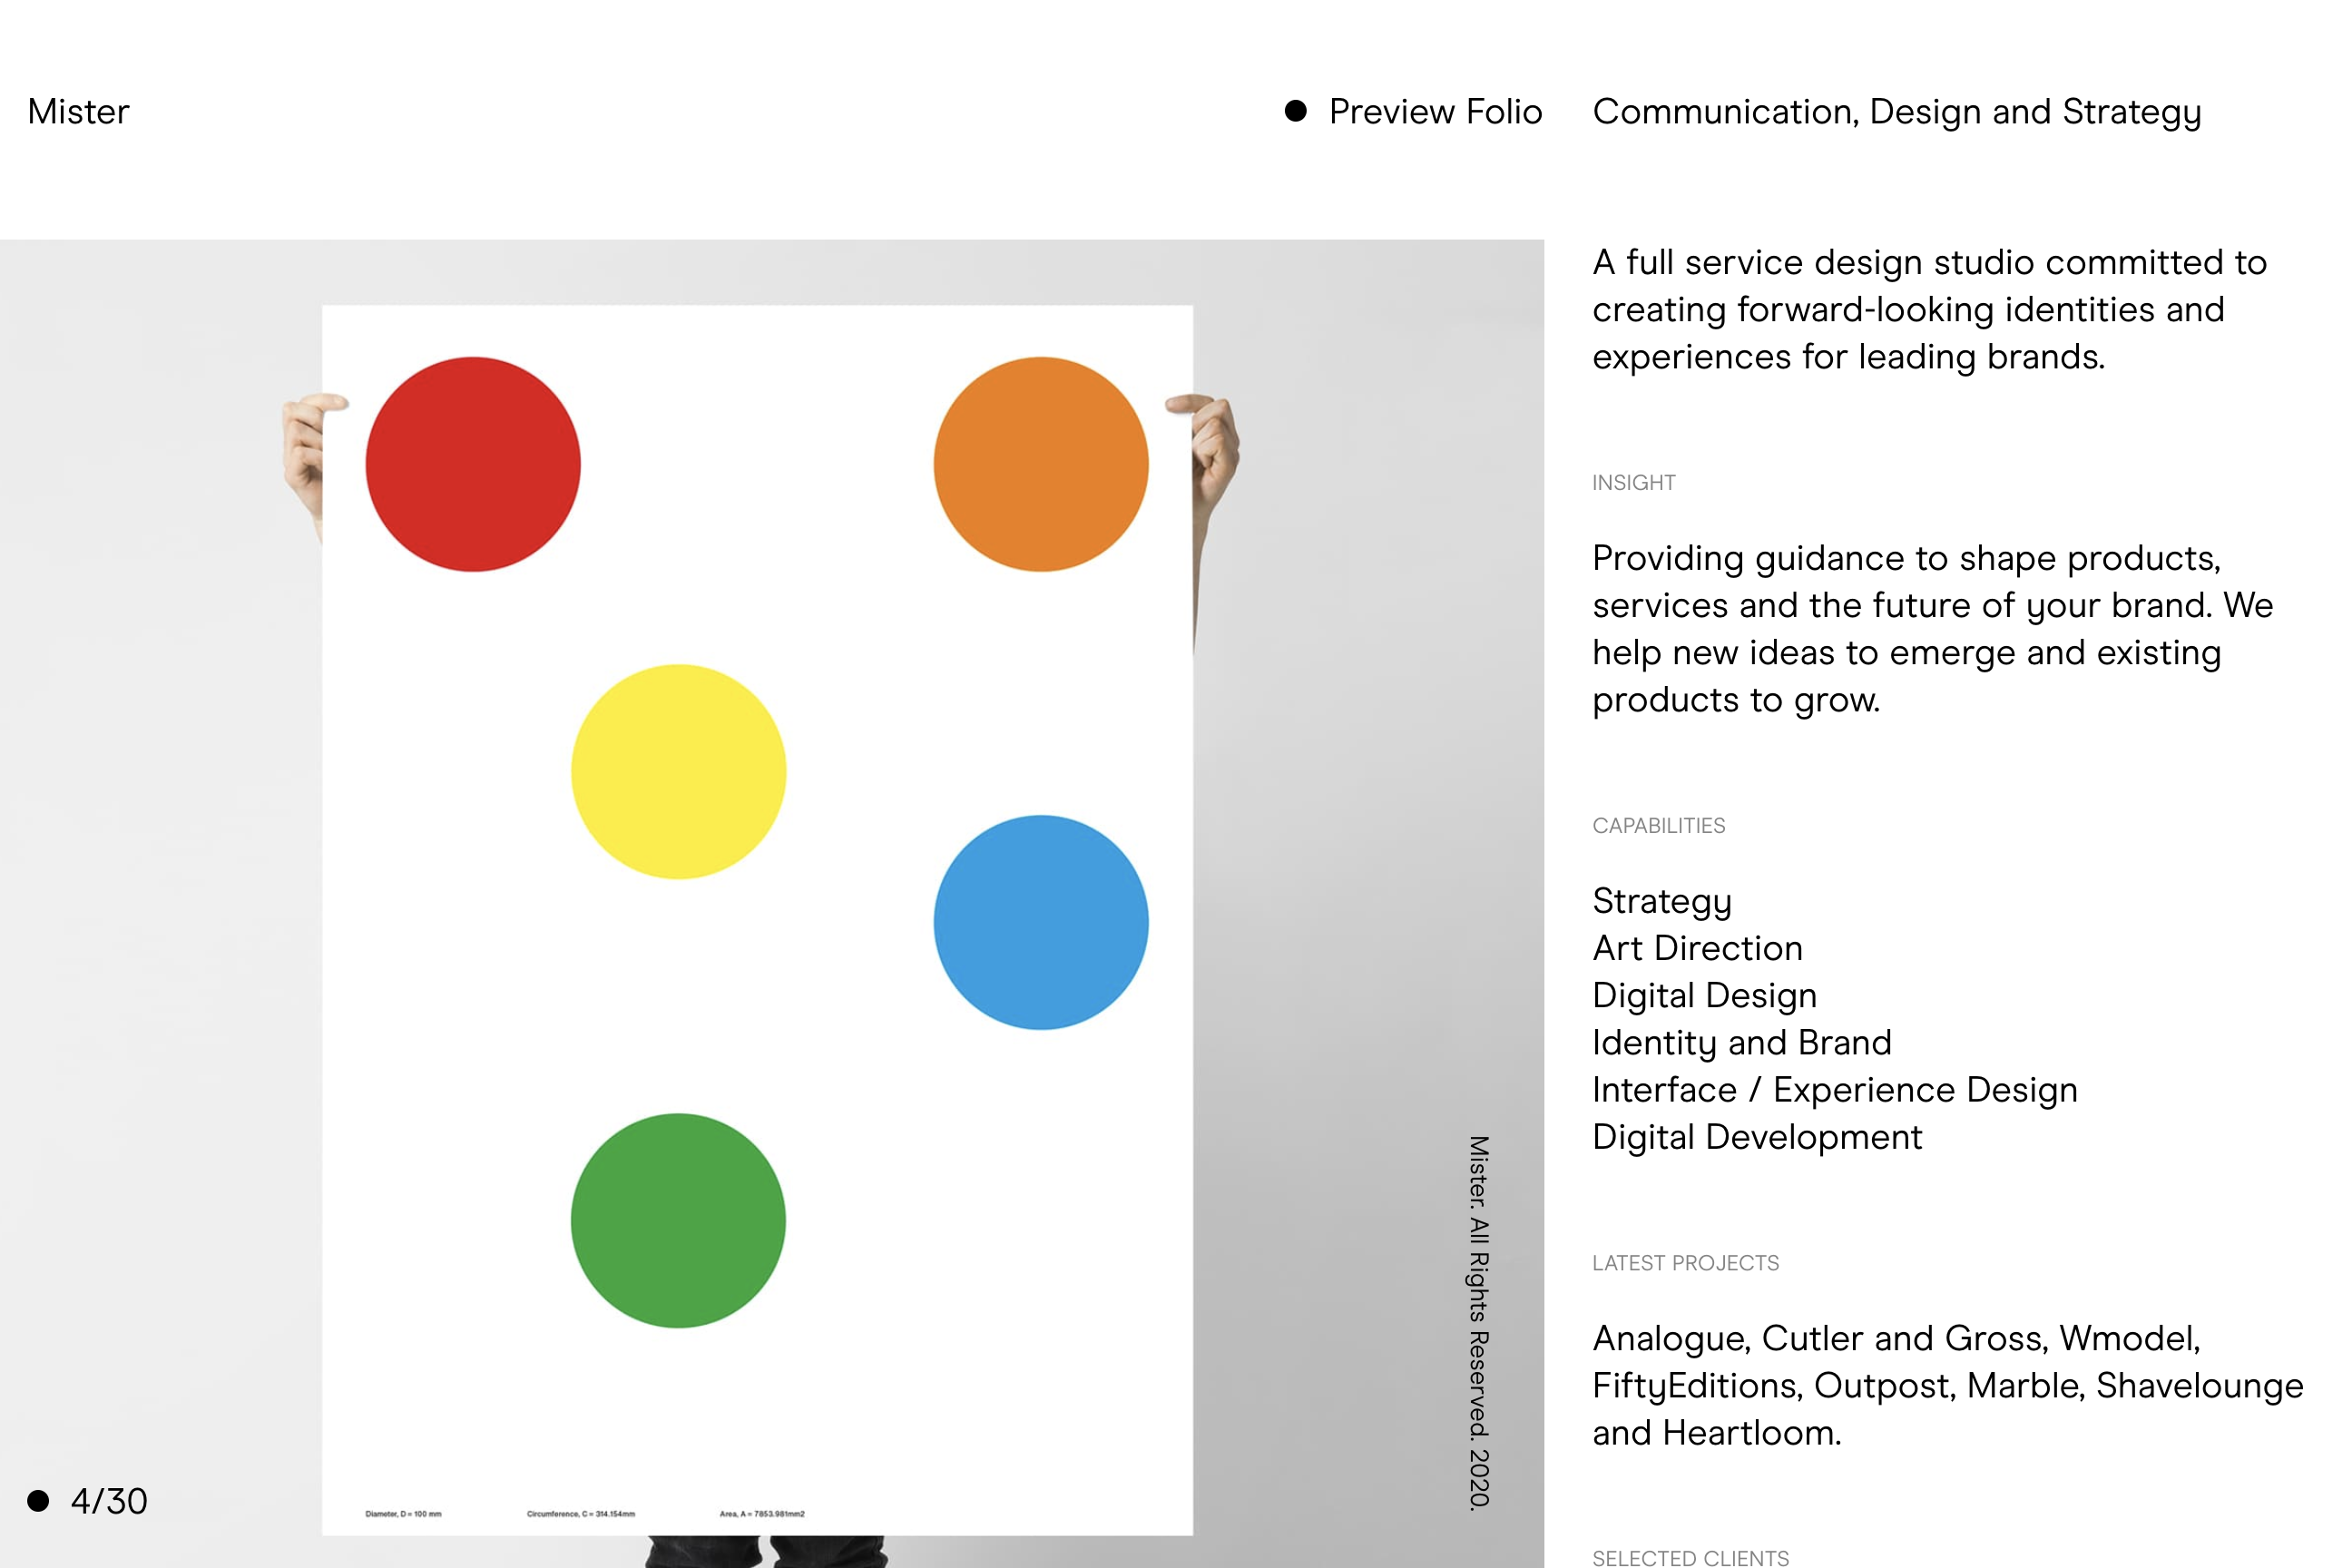 Mister
Preview Folio
Communication, Design and Strategy
A full service design studio committed to
creating forward-looking identities and
experiences for leading brands.
INSIGHT
Providing guidance to shape products,
services and the future of your brand. We
help new ideas to emerge and existing
products to grow.
CAPABILITIES
Strategy
Art Direction
Digital Design
Identity and Brand
Interface / Experience Design
Digital Development
LATEST PROJECTS
Analogue, Cutler and Gross, Wmodel,
FiftyEditions, Outpost, Marble, Shavelounge
and Heartloom.
SELECTED CLIENTS
Mister. All Rights Reserved. 2020.
4/30
Diameter, D = 100 mm
Circumference, C = 314.154mm
Area, A = 7853.981mm2